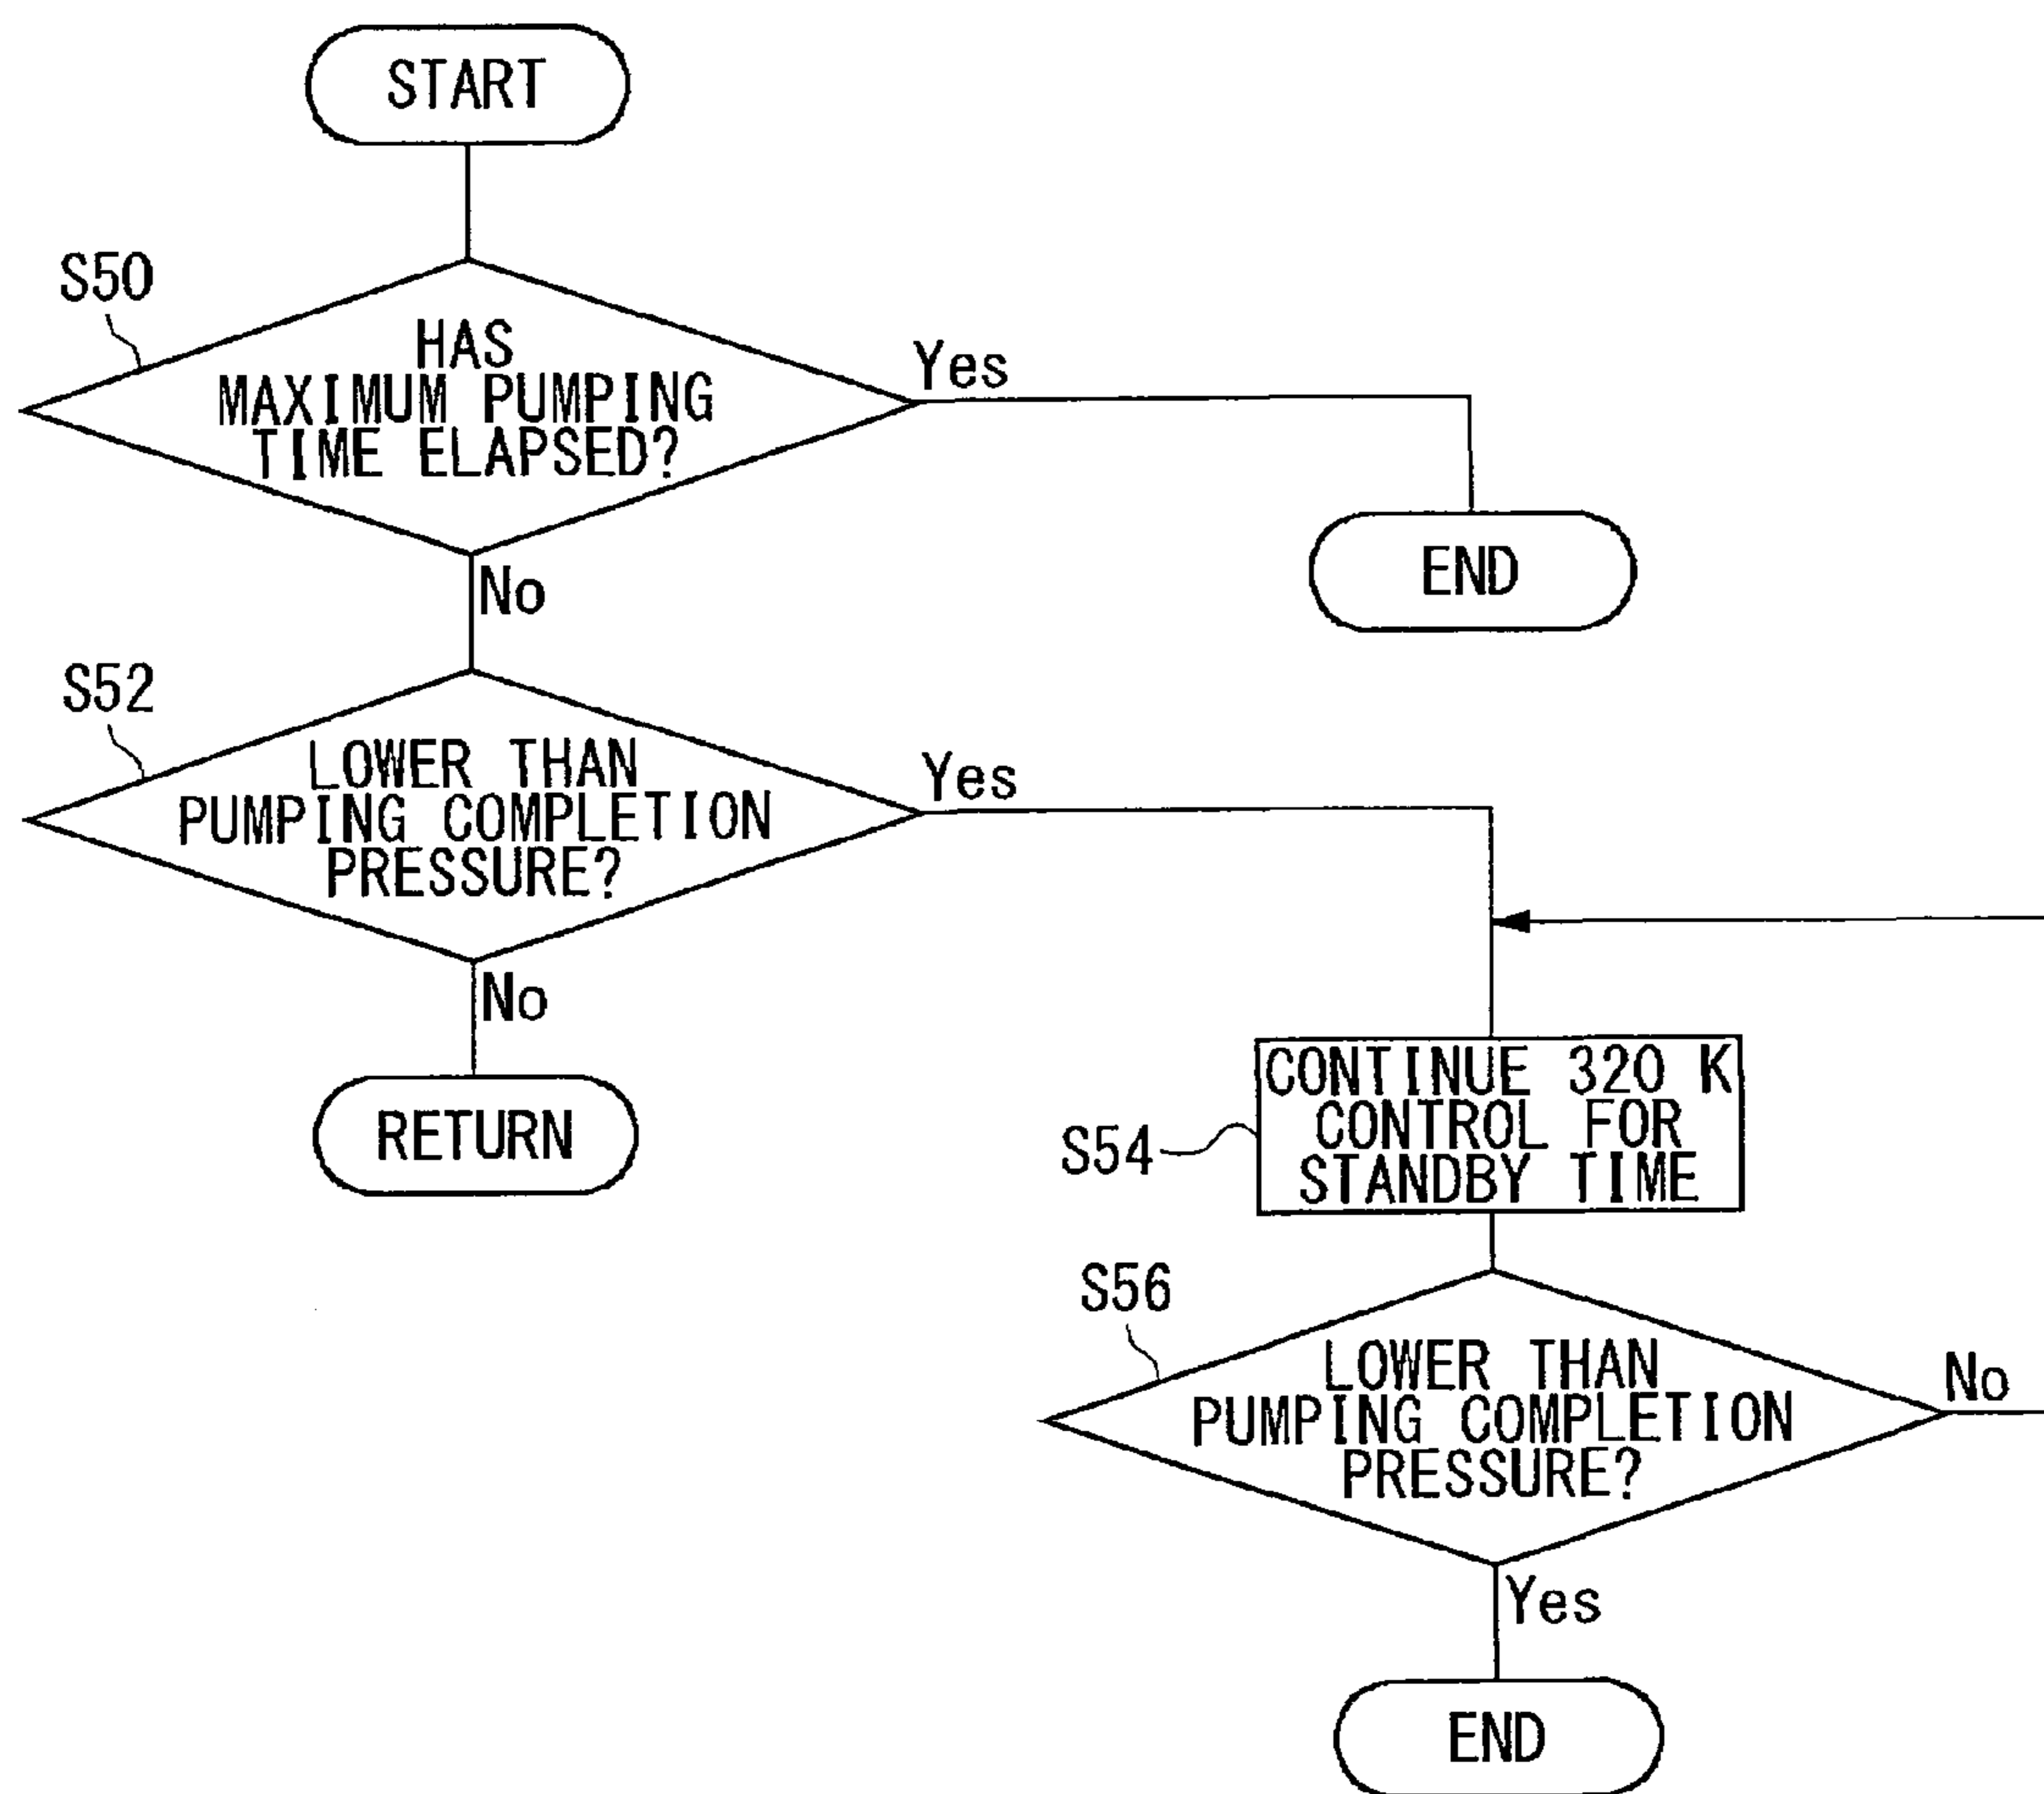 START
S50
HAS
MAXIMUM PUMPING
TIME ELAPSED?
Yes
END
No
S52
LOWER THAN
PUMPING COMPLETION
PRESSURE?
Yes
No
RETURN
CONTINUE 320 K
CONTROL FOR
STANDBY TIME
S54
S56
LOWER THAN
PUMPING COMPLETION
PRESSURE?
No
Yes
END